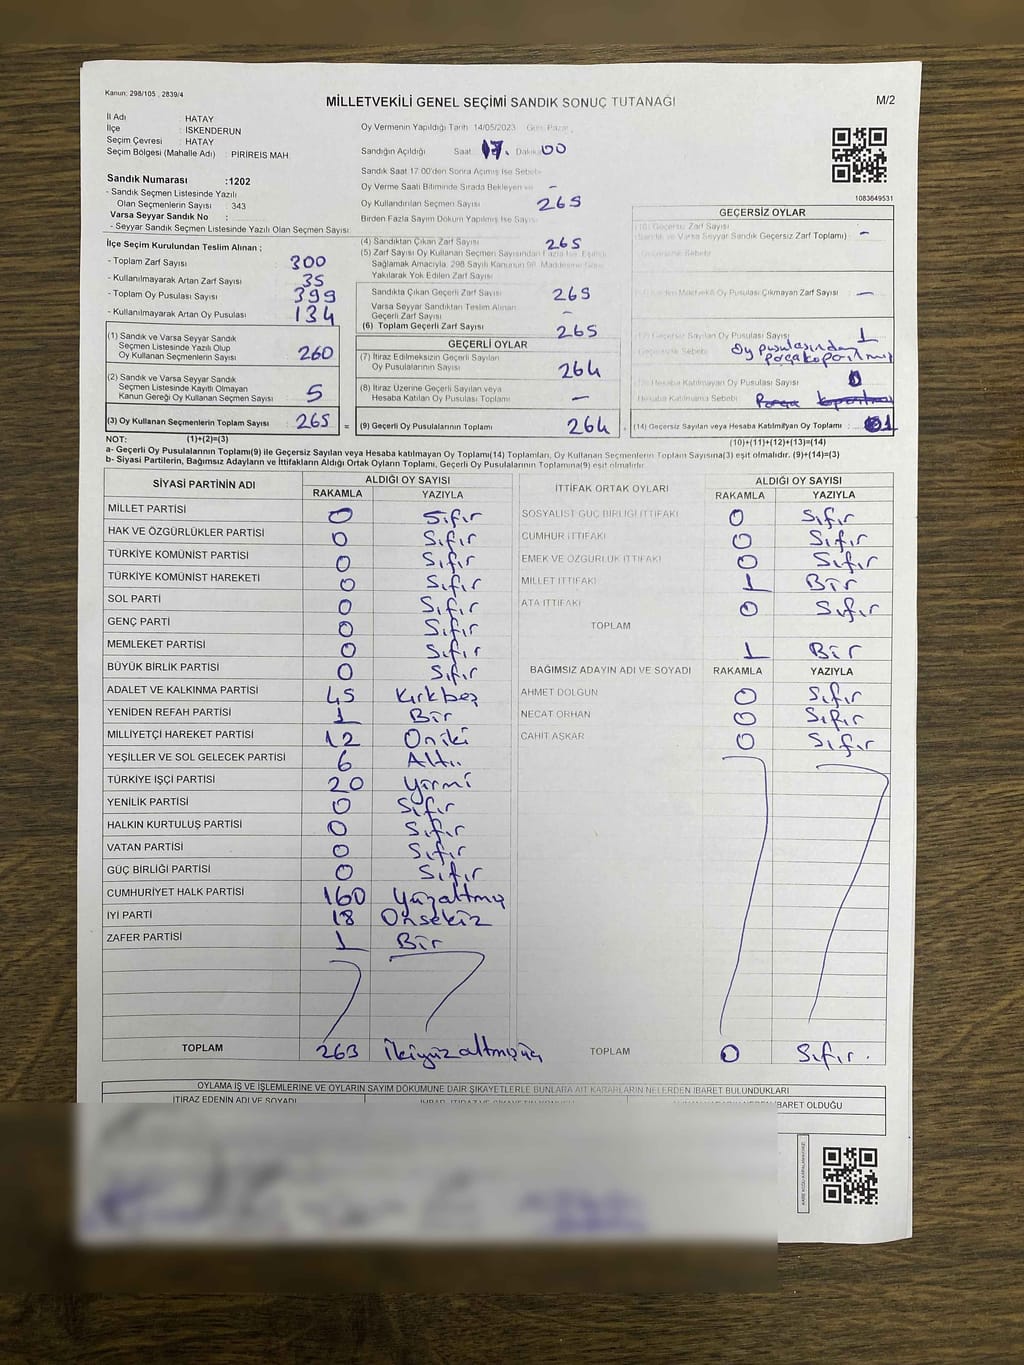 Kanun: 298/105 , 2839/4
MİLLETVEKİLİ GENEL SEÇİMİ SANDIK SONUÇ TUTANAĞI
M/2
İl Adı HATAY
İlçe : İSKENDERUN
Seçim Çevresi : HATAY
Seçim Bölgesi (Mahalle Adı) : PİRİREİS MAH.
Sandık Numarası :1202
- Sandık Seçmen Listesinde Yazılı
Olan Seçmenlerin Sayısı : 343
Varsa Seyyar Sandık No :
- Seyyar Sandık Seçmen Listesinde Yazılı Olan Seçmen Sayısı:
Oy Vermenin Yapıldığı Tarih 14/05/2023 Gün: Pazar
Sandığın Açıldığı Saat: 17. Dakika 00
Sandık Saat 17.00'den Sonra Açımış İse Sebebi
Oy Verme Saati Bitiminde Sırada Bekleyen -
Oy Kullandırılan Seçmen Sayısı 265
Birden Fazla Sayım Döküm Yapılmış İse Sayısı
1083649531
İlçe Seçim Kurulundan Teslim Alınan ;
- Toplam Zarf Sayısı 300
- Kullanılmayarak Artan Zarf Sayısı 35
- Toplam Oy Pusulası Sayısı 399
- Kullanılmayarak Artan Oy Pusulası 134
(1) Sandık ve Varsa Seyyar Sandık
Seçmen Listesinde Yazılı Olup
Oy Kullanan Seçmenlerin Sayısı 260
(2) Sandık ve Varsa Seyyar Sandık
Seçmen Listesinde Kayıtlı Olmayan
Kanun Gereği Oy Kullanan Seçmen Sayısı 5
(3) Oy Kullanan Seçmenlerin Toplam Sayısı 265 =
(4) Sandıktan Çıkan Zarf Sayısı 265
(5) Zarf Sayısı Oy Kullanan Seçmen Sayısından Fazla İse, Eşitliği
Sağlamak Amacıyla, 298 Sayılı Kanunun 98. Maddesine Göre
Yakılarak Yok Edilen Zarf Sayısı
Sandıkta Çıkan Geçerli Zarf Sayısı 265
Varsa Seyyar Sandıktan Teslim Alınan
Geçerli Zarf Sayısı -
(6) Toplam Geçerli Zarf Sayısı 265
GEÇERLİ OYLAR
(7) İtiraz Edilmeksizin Geçerli Sayılan
Oy Pusulalarının Sayısı 264
(8) İtiraz Üzerine Geçerli Sayılan veya
Hesaba Katılan Oy Pusulası Toplamı -
(9) Geçerli Oy Pusulalarının Toplamı 264
GEÇERSİZ OYLAR
(10) Geçersiz Zarf Sayısı
(Sandık ve Varsa Seyyar Sandık Geçersiz Zarf Toplamı) -
Geçersizlik Sebebi:
Milletvekili Oy Pusulası Çıkmayan Zarf Sayısı -
Geçersiz Sayılan Oy Pusulası Sayısı 1
Geçersizlik Sebebi Oy pusulasından
parça koparılmış
Hesaba Katılmayan Oy Pusulası Sayısı 0
Hesaba Katılmama Sebebi
(14) Geçersiz Sayılan veya Hesaba Katılmayan Oy Toplamı : 01
NOT: (1)+(2)=(3)
(10)+(11)+(12)+(13)=(14)
a- Geçerli Oy Pusulalarının Toplamı(9) ile Geçersiz Sayılan veya Hesaba katılmayan Oy Toplamı(14) Toplamları, Oy Kullanan Seçmenlerin Toplam Sayısına(3) eşit olmalıdır. (9)+(14)=(3)
b- Siyasi Partilerin, Bağımsız Adayların ve İttifakların Aldığı Ortak Oyların Toplamı, Geçerli Oy Pusulalarının Toplamına(9) eşit olmalıdır.
SİYASİ PARTİNİN ADI ALDIĞI OY SAYISI
RAKAMLA YAZIYLA
MİLLET PARTİSİ 0 Sıfır
HAK VE ÖZGÜRLÜKLER PARTİSİ 0 Sıfır
TÜRKİYE KOMÜNİST PARTİSİ 0 Sıfır
TÜRKİYE KOMÜNİST HAREKETİ 0 Sıfır
SOL PARTİ 0 Sıfır
GENÇ PARTİ 0 Sıfır
MEMLEKET PARTİSİ 0 Sıfır
BÜYÜK BİRLİK PARTİSİ 0 Sıfır
ADALET VE KALKINMA PARTİSİ 45 Kırkbeş
YENİDEN REFAH PARTİSİ 1 Bir
MİLLİYETÇİ HAREKET PARTİSİ 12 Oniki
YEŞİLLER VE SOL GELECEK PARTİSİ 6 Altı
TÜRKİYE İŞÇİ PARTİSİ 20 Yirmi
YENİLİK PARTİSİ 0 Sıfır
HALKIN KURTULUŞ PARTİSİ 0 Sıfır
VATAN PARTİSİ 0 Sıfır
GÜÇ BİRLİĞİ PARTİSİ 0 Sıfır
CUMHURİYET HALK PARTİSİ 160 Yüzaltmış
İYİ PARTİ 18 Onsekiz
ZAFER PARTİSİ 1 Bir
TOPLAM 263 ikiyüzaltmışüç
İTTİFAK ORTAK OYLARI ALDIĞI OY SAYISI
RAKAMLA YAZIYLA
SOSYALİST GÜÇ BİRLİĞİ İTTİFAKI 0 Sıfır
CUMHUR İTTİFAKI 0 Sıfır
EMEK VE ÖZGÜRLÜK İTTİFAKI 0 Sıfır
MİLLET İTTİFAKI 1 Bir
ATA İTTİFAKI 0 Sıfır
TOPLAM
1 Bir
BAĞIMSIZ ADAYIN ADI VE SOYADI RAKAMLA YAZIYLA
AHMET DOLGUN 0 Sıfır
NECAT ORHAN 0 Sıfır
CAHİT AŞKAR 0 Sıfır
TOPLAM 0 Sıfır.
OYLAMA İŞ VE İŞLEMLERİNE VE OYLARIN SAYIM DÖKÜMÜNE DAİR ŞİKAYETLERLE BUNLARA AİT KARARLARIN NELERDEN İBARET BULUNDUKLARI
İTİRAZ EDENİN ADI VE SOYADI
İBARET OLDUĞU